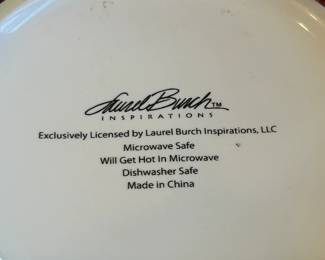 Laurel Burch™
INSPIRATIONS
Exclusively Licensed by Laurel Burch Inspirations, LLC
Microwave Safe
Will Get Hot In Microwave
Dishwasher Safe
Made in China